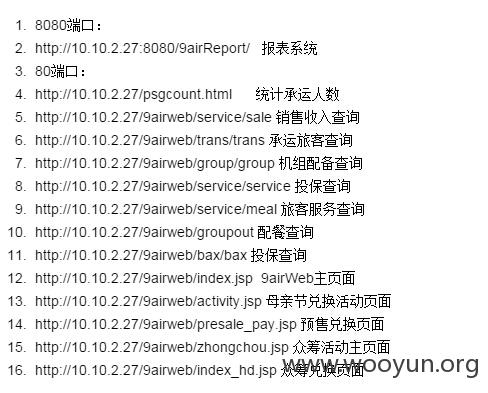 1. 8080端口：
2. http://10.10.2.27:8080/9airReport/ 报表系统
3. 80端口：
4. http://10.10.2.27/psgcount.html 统计承运人数
5. http://10.10.2.27/9airweb/service/sale 销售收入查询
6. http://10.10.2.27/9airweb/trans/trans 承运旅客查询
7. http://10.10.2.27/9airweb/group/group 机组配备查询
8. http://10.10.2.27/9airweb/service/service 投保查询
9. http://10.10.2.27/9airweb/service/meal 旅客服务查询
10. http://10.10.2.27/9airweb/groupout 配餐查询
11. http://10.10.2.27/9airweb/bax/bax 投保查询
12. http://10.10.2.27/9airweb/index.jsp 9airWeb主页面
13. http://10.10.2.27/9airweb/activity.jsp 母亲节兑换活动页面
14. http://10.10.2.27/9airweb/presale_pay.jsp 预售兑换页面
15. http://10.10.2.27/9airweb/zhongchou.jsp 众筹活动主页面
16. http://10.10.2.27/9airweb/index_hd.jsp 众筹兑换页面
www.wooyun.org